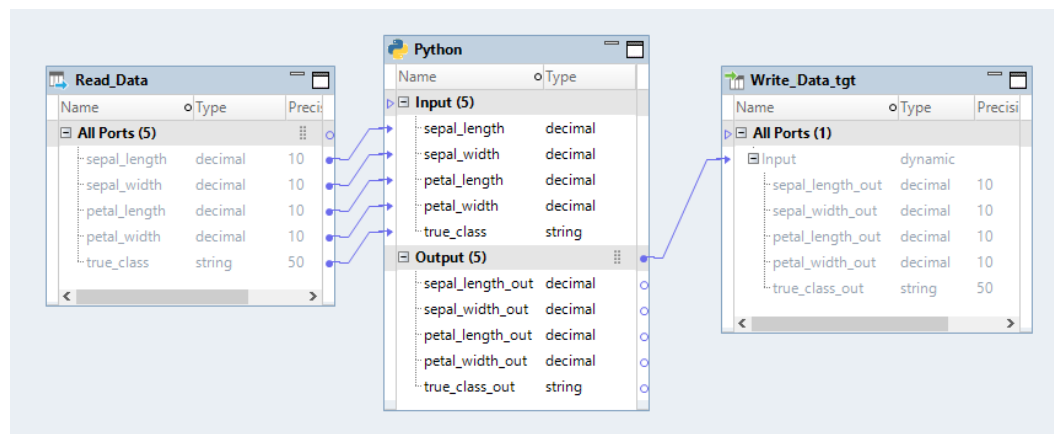 Read_Data
Name Type Precis
All Ports (5)
sepal_length decimal 10
sepal_width decimal 10
petal_length decimal 10
petal_width decimal 10
true_class string 50
Python
Name Type
Input (5)
sepal_length decimal
sepal_width decimal
petal_length decimal
petal_width decimal
true_class string
Output (5)
sepal_length_out decimal
sepal_width_out decimal
petal_length_out decimal
petal_width_out decimal
true_class_out string
Write_Data_tgt
Name Type Precisi
All Ports (1)
Input dynamic
sepal_length_out decimal 10
sepal_width_out decimal 10
petal_length_out decimal 10
petal_width_out decimal 10
true_class_out string 50